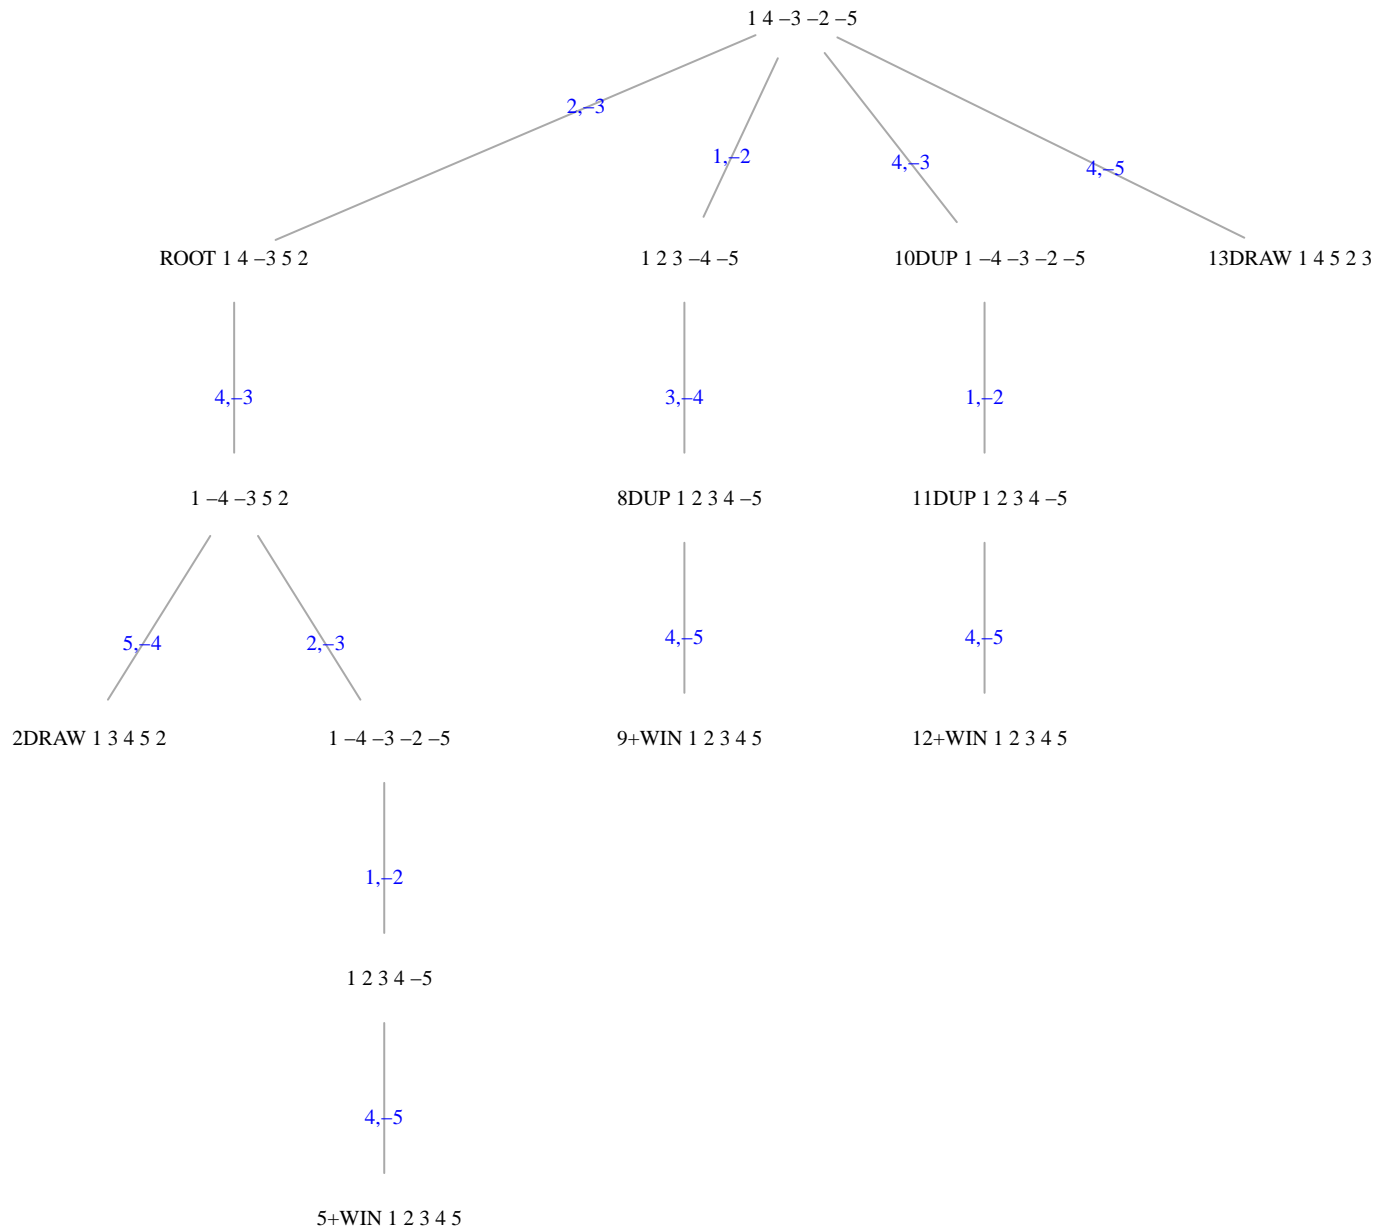 1 4 –3 –2 –5
2,–3
1,–2
4,–3
4,–5
ROOT 1 4 –3 5 2
1 2 3 –4 –5
10DUP 1 –4 –3 –2 –5
13DRAW 1 4 5 2 3
4,–3
3,–4
1,–2
1 –4 –3 5 2
8DUP 1 2 3 4 –5
11DUP 1 2 3 4 –5
5,–4
2,–3
4,–5
4,–5
2DRAW 1 3 4 5 2
1 –4 –3 –2 –5
9+WIN 1 2 3 4 5
12+WIN 1 2 3 4 5
1,–2
1 2 3 4 –5
4,–5
5+WIN 1 2 3 4 5